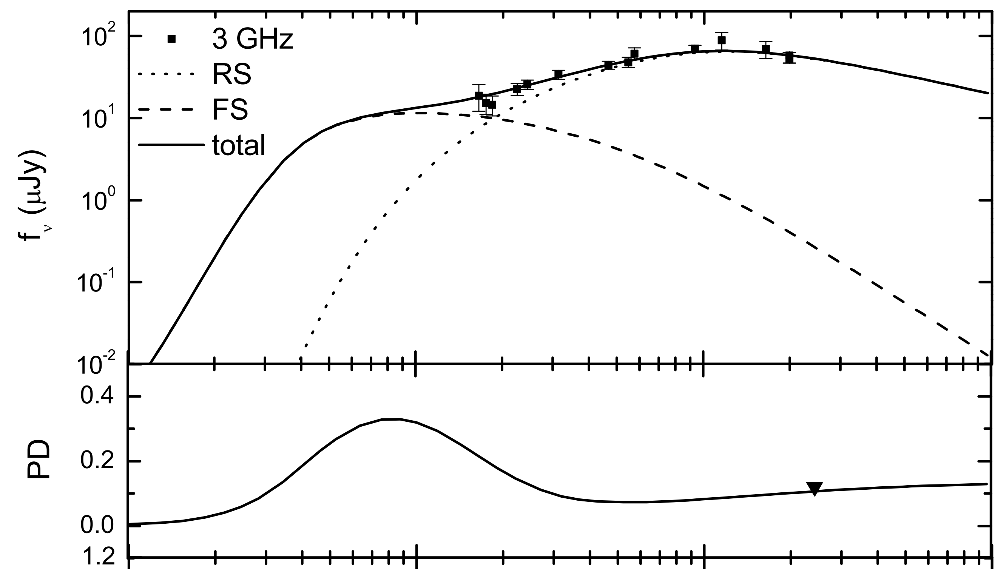 10²
3 GHz
RS
FS
total
10¹
10⁰
10⁻¹
10⁻²
f_ν (μJy)
0.4
0.2
0.0
1.2
PD